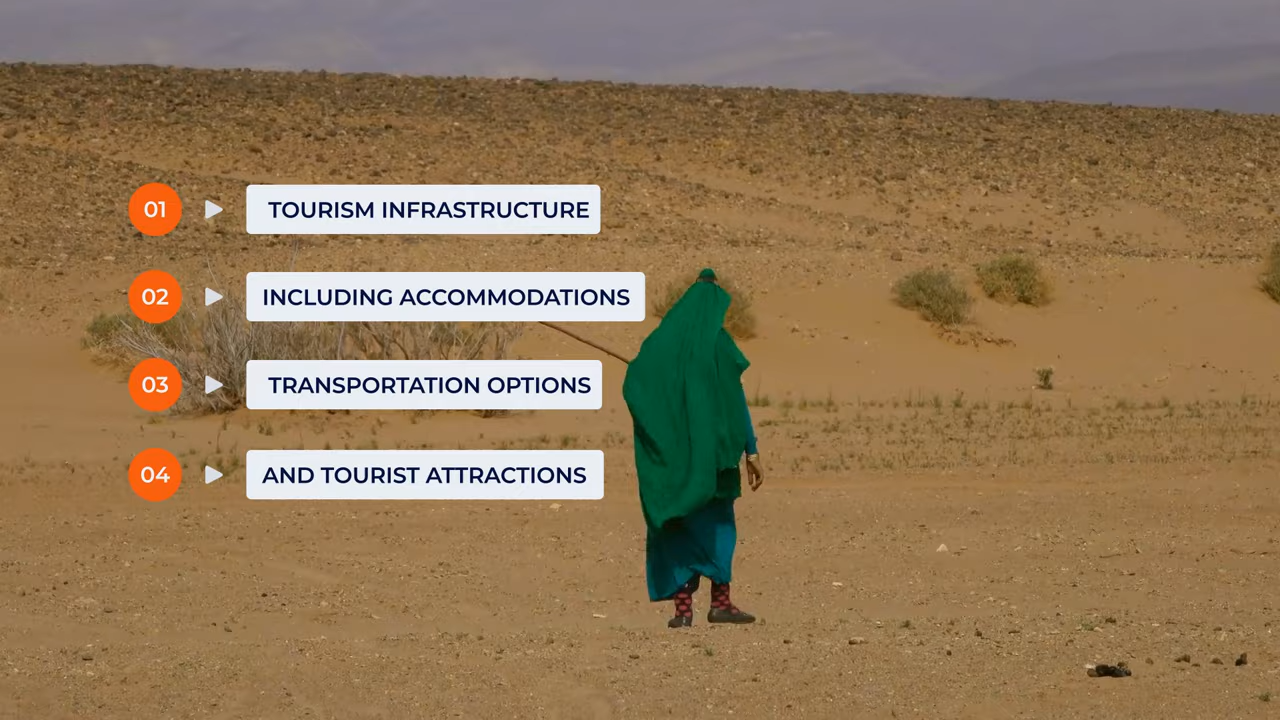 01 TOURISM INFRASTRUCTURE
02 INCLUDING ACCOMMODATIONS
03 TRANSPORTATION OPTIONS
04 AND TOURIST ATTRACTIONS